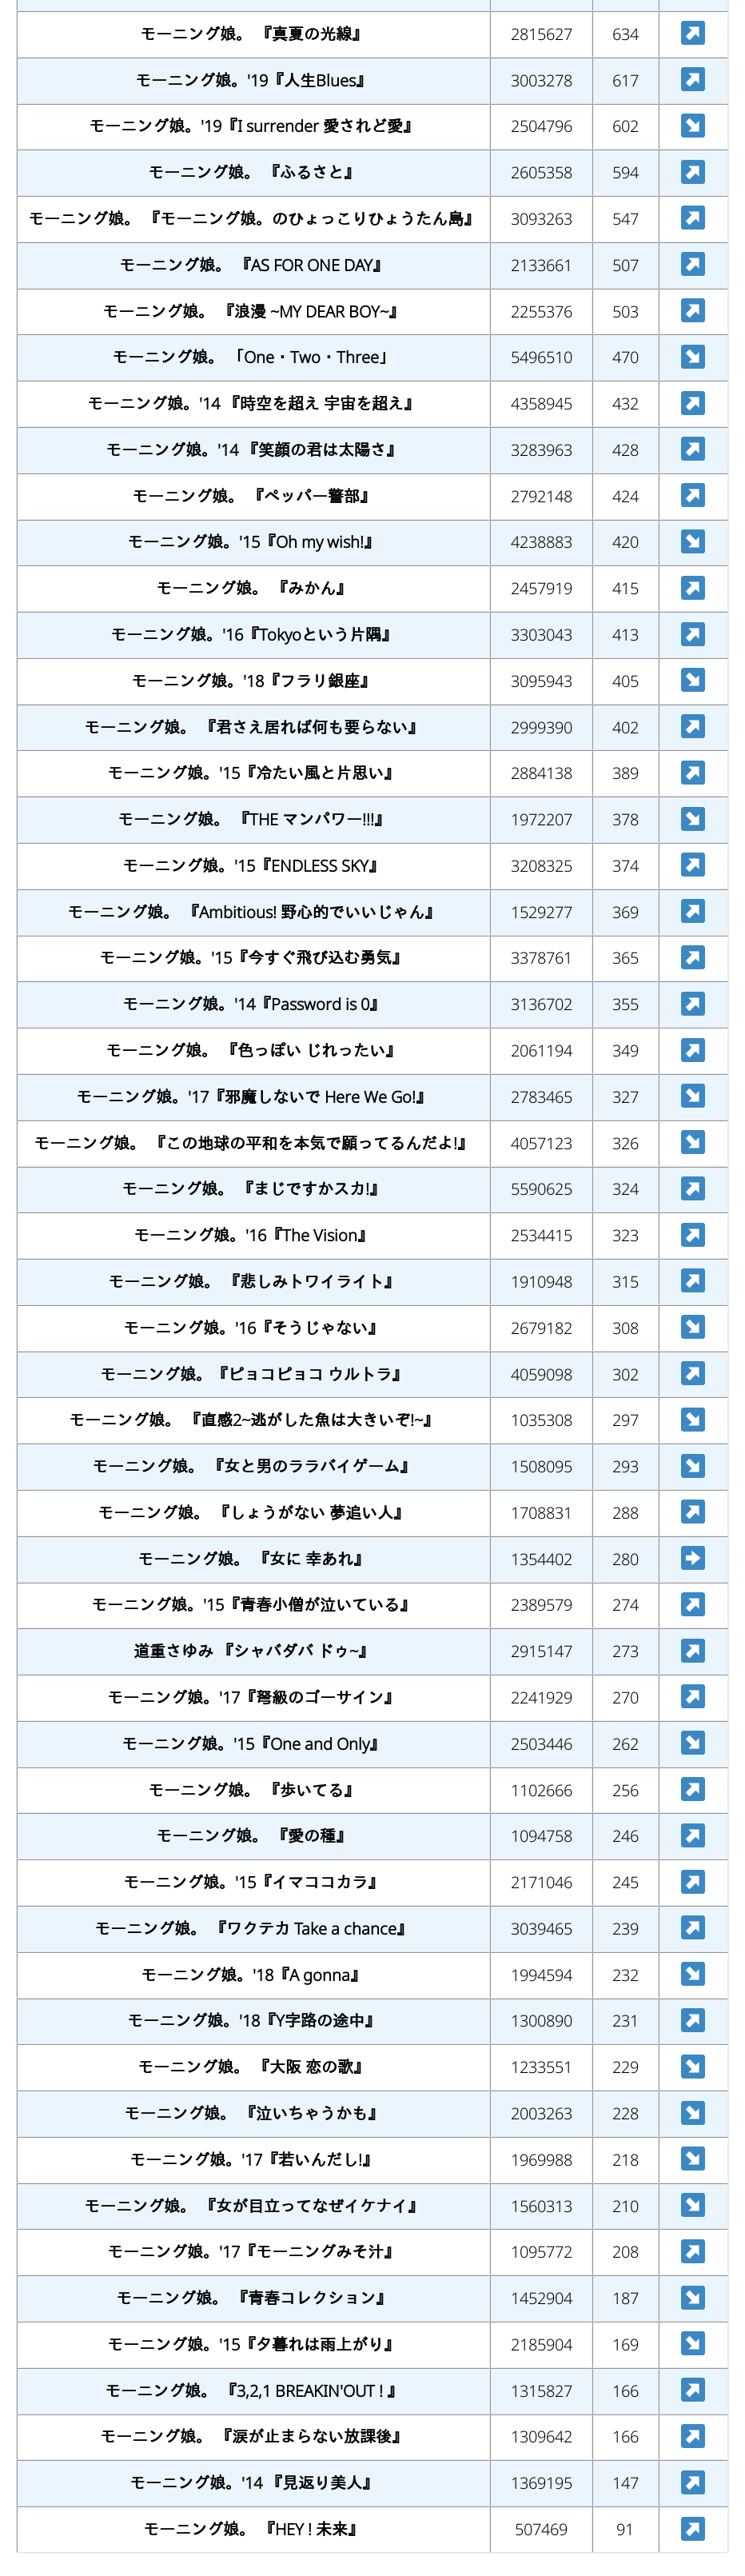 モーニング娘。 『真夏の光線』 2815627 634
モーニング娘。'19『人生Blues』 3003278 617
モーニング娘。'19『I surrender 愛されど愛』 2504796 602
モーニング娘。 『ふるさと』 2605358 594
モーニング娘。 『モーニング娘。のひょっこりひょうたん島』 3093263 547
モーニング娘。 『AS FOR ONE DAY』 2133661 507
モーニング娘。 『浪漫 ~MY DEAR BOY~』 2255376 503
モーニング娘。 「One・Two・Three」 5496510 470
モーニング娘。'14 『時空を超え 宇宙を超え』 4358945 432
モーニング娘。'14 『笑顔の君は太陽さ』 3283963 428
モーニング娘。 『ペッパー警部』 2792148 424
モーニング娘。'15『Oh my wish!』 4238883 420
モーニング娘。 『みかん』 2457919 415
モーニング娘。'16『Tokyoという片隅』 3303043 413
モーニング娘。'18『フラリ銀座』 3095943 405
モーニング娘。 『君さえ居れば何も要らない』 2999390 402
モーニング娘。'15『冷たい風と片思い』 2884138 389
モーニング娘。 『THE マンパワー!!!』 1972207 378
モーニング娘。'15『ENDLESS SKY』 3208325 374
モーニング娘。 『Ambitious! 野心的でいいじゃん』 1529277 369
モーニング娘。'15『今すぐ飛び込む勇気』 3378761 365
モーニング娘。'14『Password is 0』 3136702 355
モーニング娘。 『色っぽい じれったい』 2061194 349
モーニング娘。'17『邪魔しないで Here We Go!』 2783465 327
モーニング娘。 『この地球の平和を本気で願ってるんだよ!』 4057123 326
モーニング娘。 『まじですかスカ!』 5590625 324
モーニング娘。'16『The Vision』 2534415 323
モーニング娘。 『悲しみトワイライト』 1910948 315
モーニング娘。'16『そうじゃない』 2679182 308
モーニング娘。『ピョコピョコ ウルトラ』 4059098 302
モーニング娘。 『直感2~逃がした魚は大きいぞ!~』 1035308 297
モーニング娘。 『女と男のララバイゲーム』 1508095 293
モーニング娘。 『しょうがない 夢追い人』 1708831 288
モーニング娘。 『女に 幸あれ』 1354402 280
モーニング娘。'15『青春小僧が泣いている』 2389579 274
道重さゆみ 『シャバダバ ドゥ~』 2915147 273
モーニング娘。'17『弩級のゴーサイン』 2241929 270
モーニング娘。'15『One and Only』 2503446 262
モーニング娘。 『歩いてる』 1102666 256
モーニング娘。 『愛の種』 1094758 246
モーニング娘。'15『イマココカラ』 2171046 245
モーニング娘。 『ワクテカ Take a chance』 3039465 239
モーニング娘。'18『A gonna』 1994594 232
モーニング娘。'18『Y字路の途中』 1300890 231
モーニング娘。 『大阪 恋の歌』 1233551 229
モーニング娘。 『泣いちゃうかも』 2003263 228
モーニング娘。'17『若いんだし!』 1969988 218
モーニング娘。 『女が目立ってなぜイケナイ』 1560313 210
モーニング娘。'17『モーニングみそ汁』 1095772 208
モーニング娘。 『青春コレクション』 1452904 187
モーニング娘。'15『夕暮れは雨上がり』 2185904 169
モーニング娘。 『3,2,1 BREAKIN'OUT ! 』 1315827 166
モーニング娘。 『涙が止まらない放課後』 1309642 166
モーニング娘。'14 『見返り美人』 1369195 147
モーニング娘。 『HEY ! 未来』 507469 91